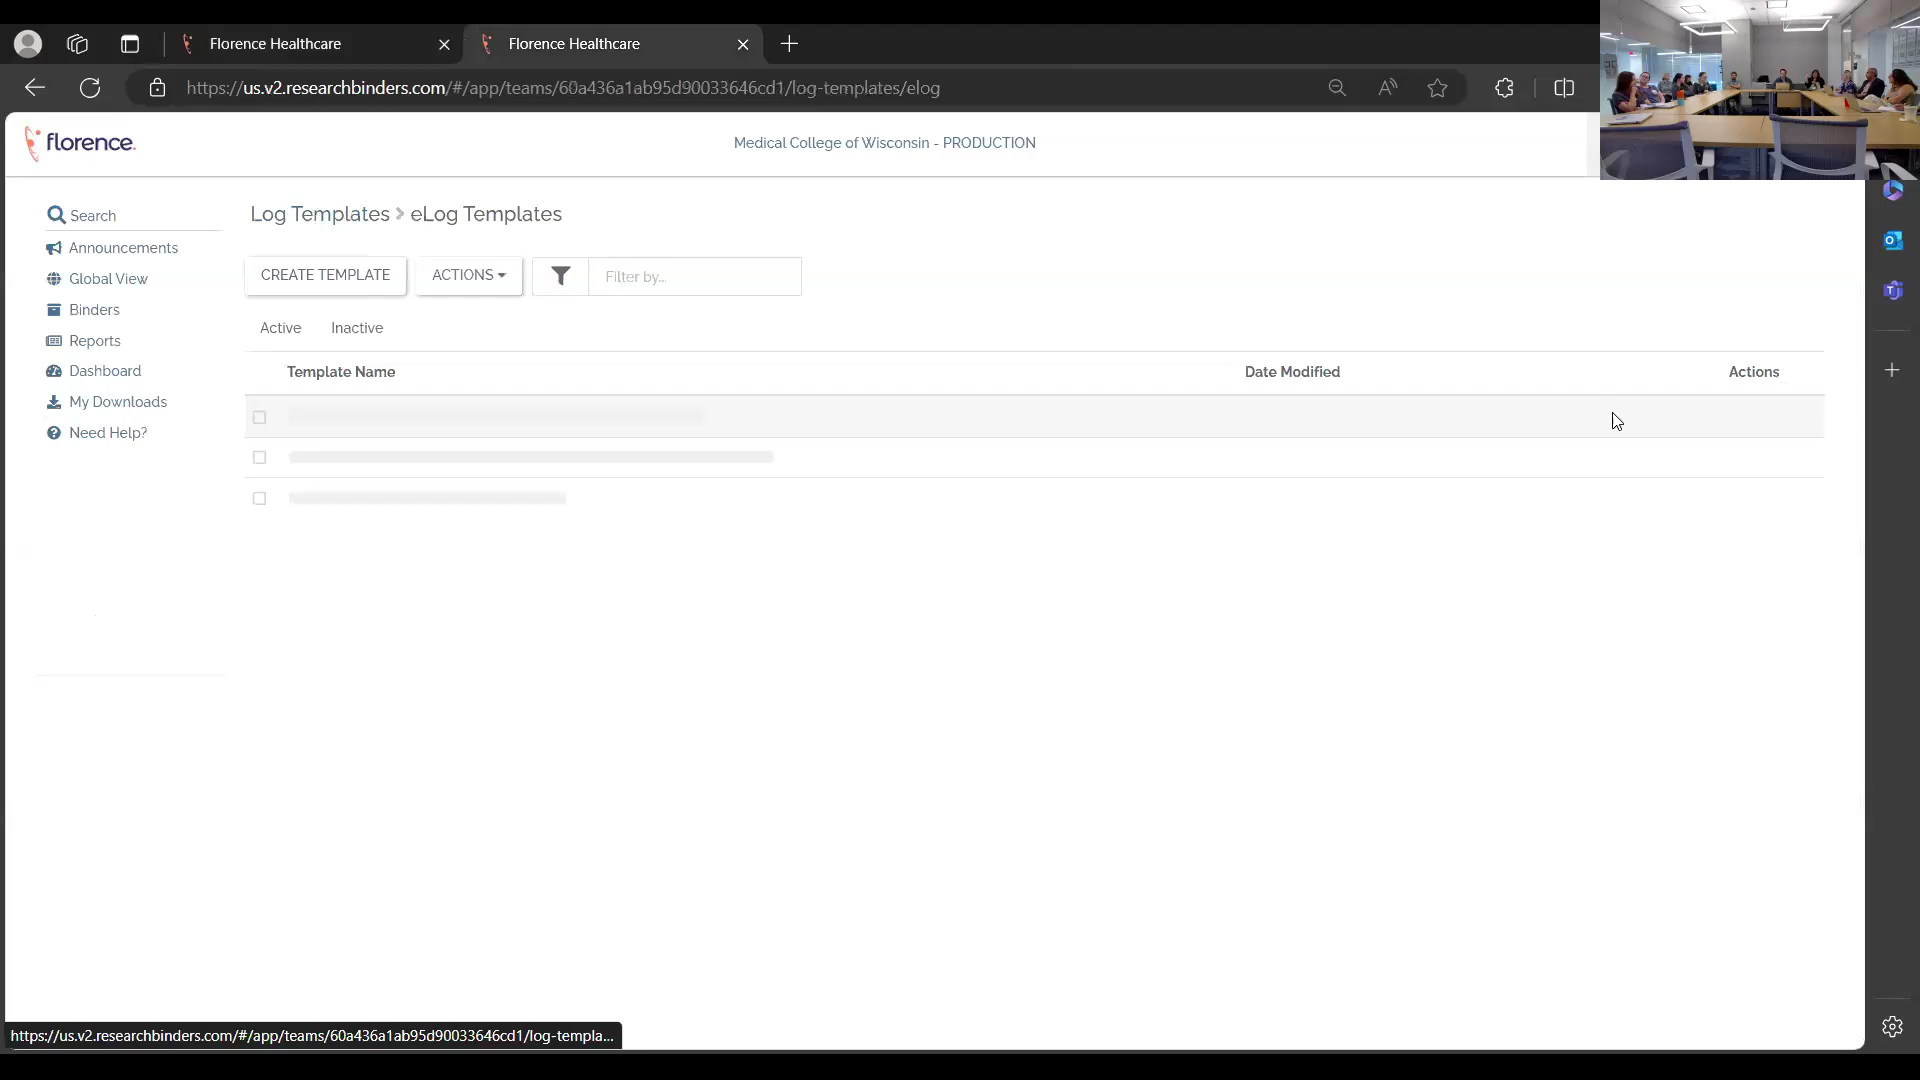 Florence Healthcare
Florence Healthcare
https://us.v2.researchbinders.com/#/app/teams/60a436a1ab95d90033646cd1/log-templates/elog
florence.
Medical College of Wisconsin - PRODUCTION
Search
Announcements
Global View
Binders
Reports
Dashboard
My Downloads
Need Help?
Log Templates > eLog Templates
CREATE TEMPLATE
ACTIONS
Filter by...
Active
Inactive
Template Name
Date Modified
Actions
https://us.v2.researchbinders.com/#/app/teams/60a436a1ab95d90033646cd1/log-templa...